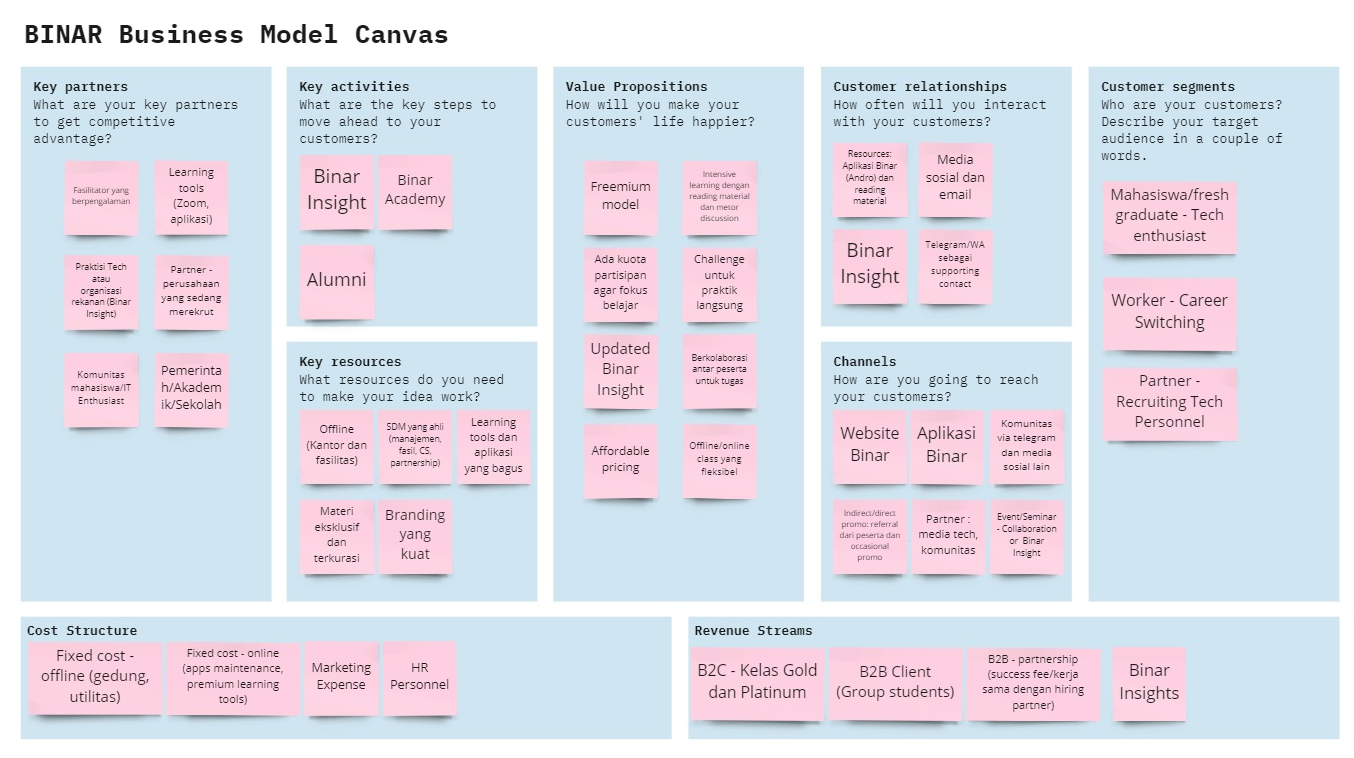 BINAR Business Model Canvas
Key partners
What are your key partners
to get competitive
advantage?
Fasilitator yang
berpengalaman
Learning
tools
(Zoom,
aplikasi)
Praktisi Tech
atau
organisasi
rekanan (Binar
Insight)
Partner -
perusahaan
yang sedang
merekrut
Komunitas
mahasiswa/IT
Enthusiast
Pemerinta
h/Akadem
ik/Sekolah
Key activities
What are the key steps to
move ahead to your
customers?
Binar
Insight
Binar
Academy
Alumni
Key resources
What resources do you need
to make your idea work?
Offline
(Kantor dan
fasilitas)
SDM yang ahli
(manajemen,
fasil, CS,
partnership)
Learning
tools dan
aplikasi
yang bagus
Materi
eksklusif
dan
terkurasi
Branding
yang
kuat
Value Propositions
How will you make your
customers' life happier?
Freemium
model
Intensive
learning dengan
reading material
dan metor
discussion
Ada kuota
partisipan
agar fokus
belajar
Challenge
untuk
praktik
langsung
Updated
Binar
Insight
Berkolaborasi
antar peserta
untuk tugas
Affordable
pricing
Offline/online
class yang
fleksibel
Customer relationships
How often will you interact
with your customers?
Resources:
Aplikasi Binar
(Andro) dan
reading
material
Media
sosial dan
email
Binar
Insight
Telegram/WA
sebagai
supporting
contact
Channels
How are you going to reach
your customers?
Website
Binar
Aplikasi
Binar
Komunitas
via telegram
dan media
sosial lain
Indirect/direct
promo: referral
dari peserta dan
occasional
promo
Partner :
media tech,
komunitas
Event/Seminar
- Collaboration
or Binar
Insight
Customer segments
Who are your customers?
Describe your target
audience in a couple of
words.
Mahasiswa/fresh
graduate - Tech
enthusiast
Worker - Career
Switching
Partner -
Recruiting Tech
Personnel
Cost Structure
Fixed cost -
offline (gedung,
utilitas)
Fixed cost - online
(apps maintenance,
premium learning
tools)
Marketing
Expense
HR
Personnel
Revenue Streams
B2C - Kelas Gold
dan Platinum
B2B Client
(Group students)
B2B - partnership
(success fee/kerja
sama dengan hiring
partner)
Binar
Insights